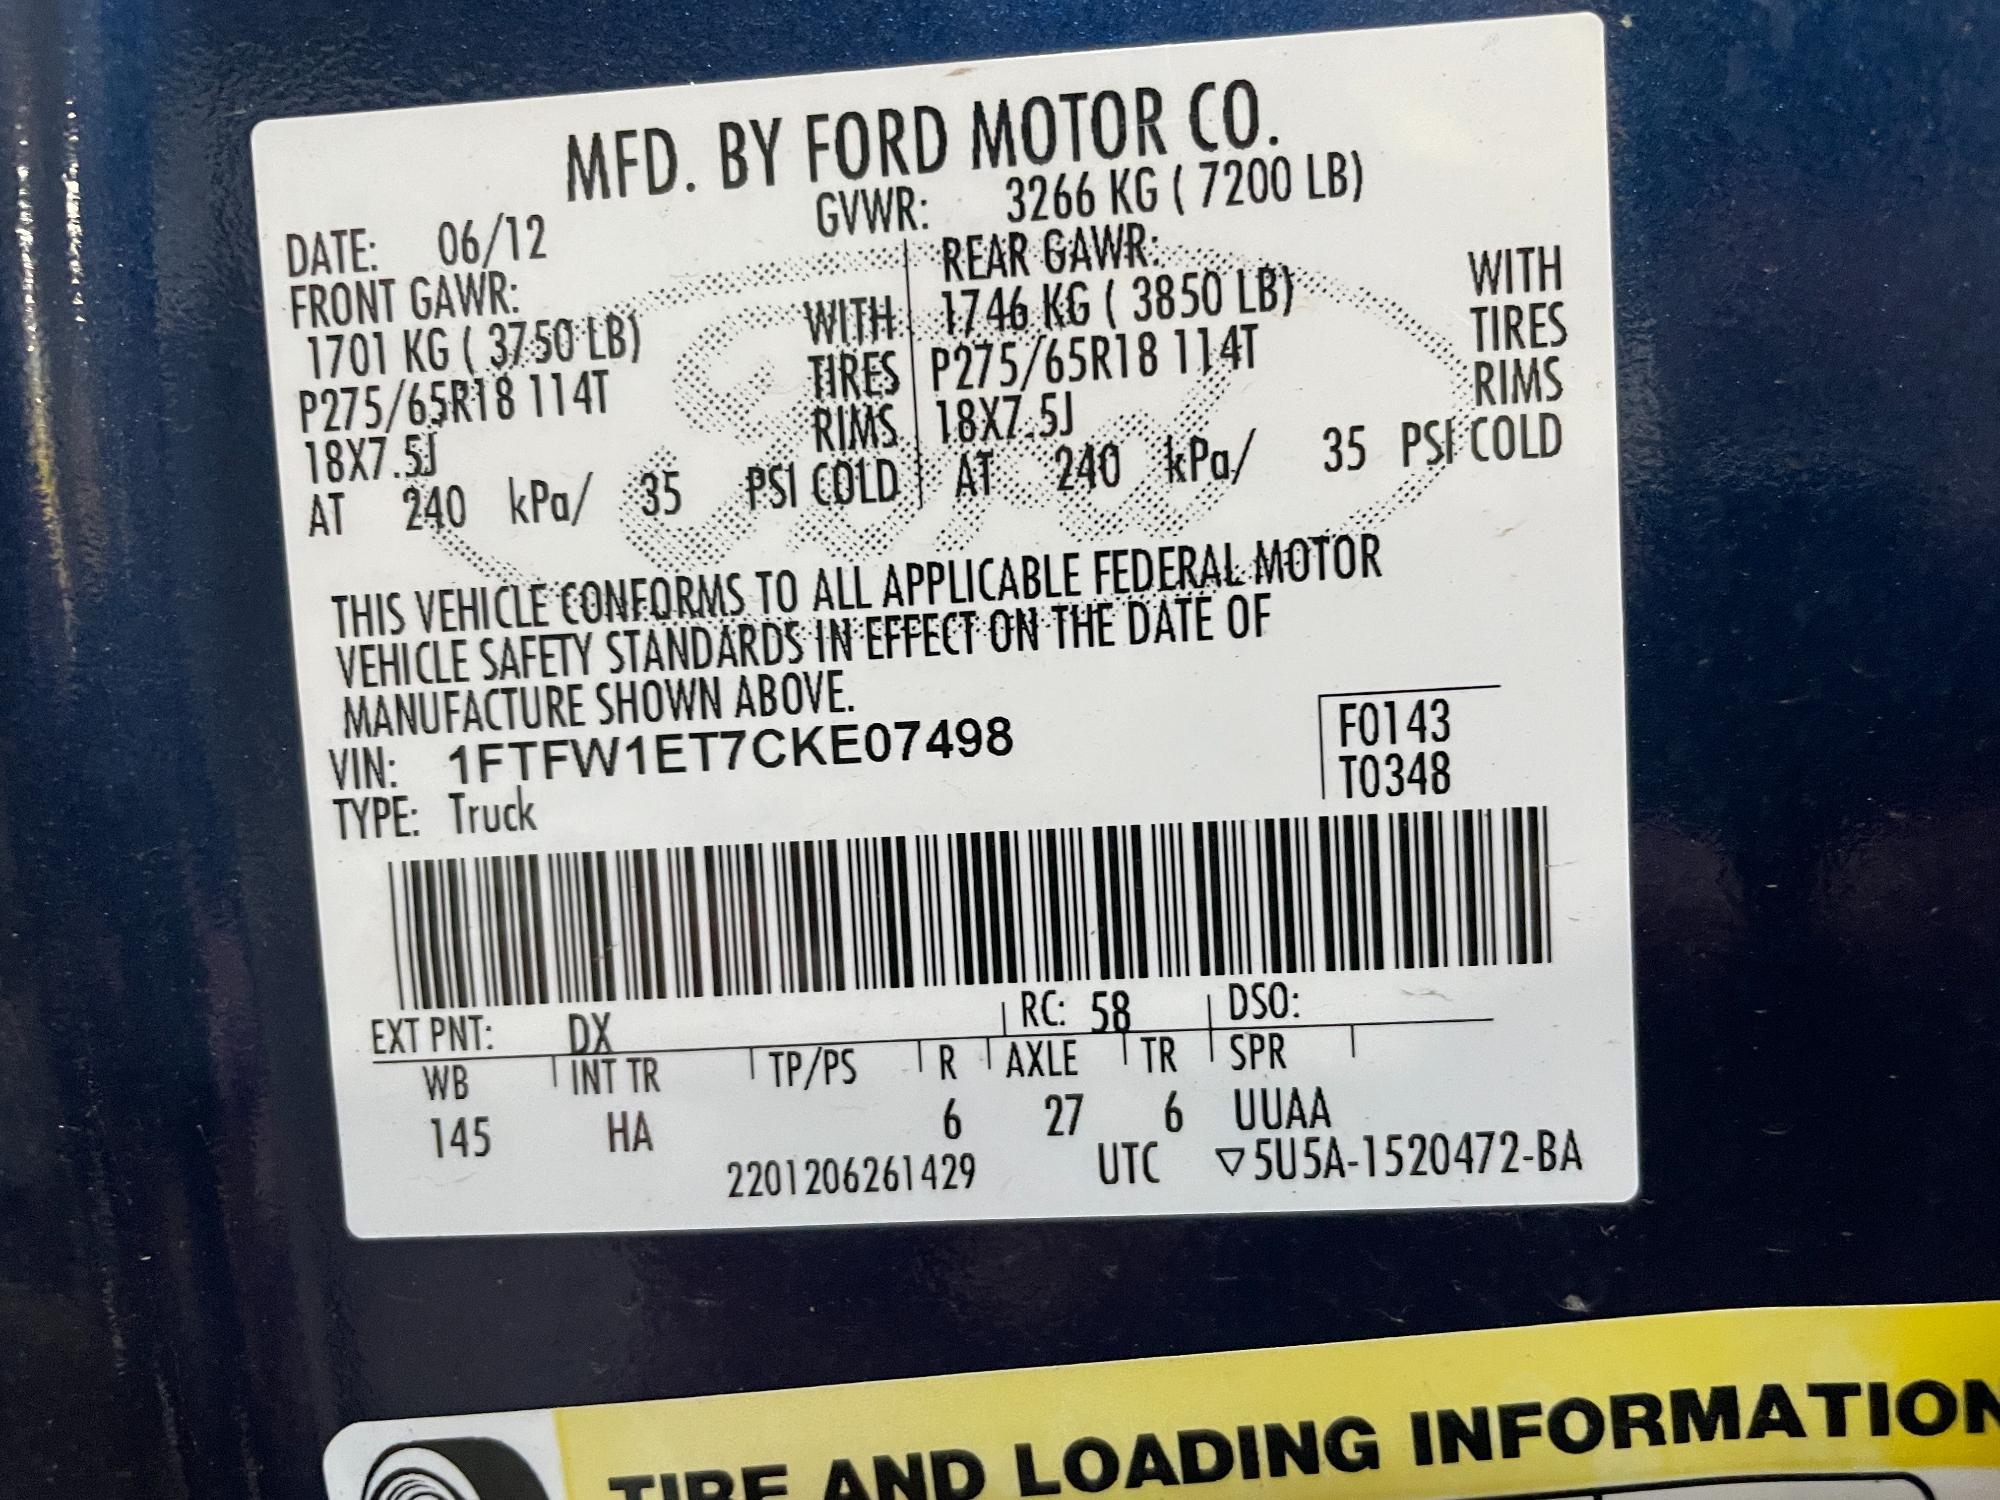 MFD. BY FORD MOTOR CO.
DATE: 06/12 GVWR: 3266 KG ( 7200 LB)
FRONT GAWR: REAR GAWR:
1701 KG ( 3750 LB) WITH 1746 KG ( 3850 LB) WITH
P275/65R18 114T TIRES P275/65R18 114T TIRES
18X7.5J RIMS 18X7.5J RIMS
AT 240 kPa/ 35 PSI COLD AT 240 kPa/ 35 PSI COLD
THIS VEHICLE CONFORMS TO ALL APPLICABLE FEDERAL MOTOR
VEHICLE SAFETY STANDARDS IN EFFECT ON THE DATE OF
MANUFACTURE SHOWN ABOVE.
VIN: 1FTFW1ET7CKE07498 F0143
TYPE: Truck T0348
EXT PNT: DX RC: 58 DSO:
WB INT TR TP/PS R AXLE TR SPR
145 HA 6 27 6 UUAA
2201206261429 UTC ▽5U5A-1520472-BA
TIRE AND LOADING INFORMATION